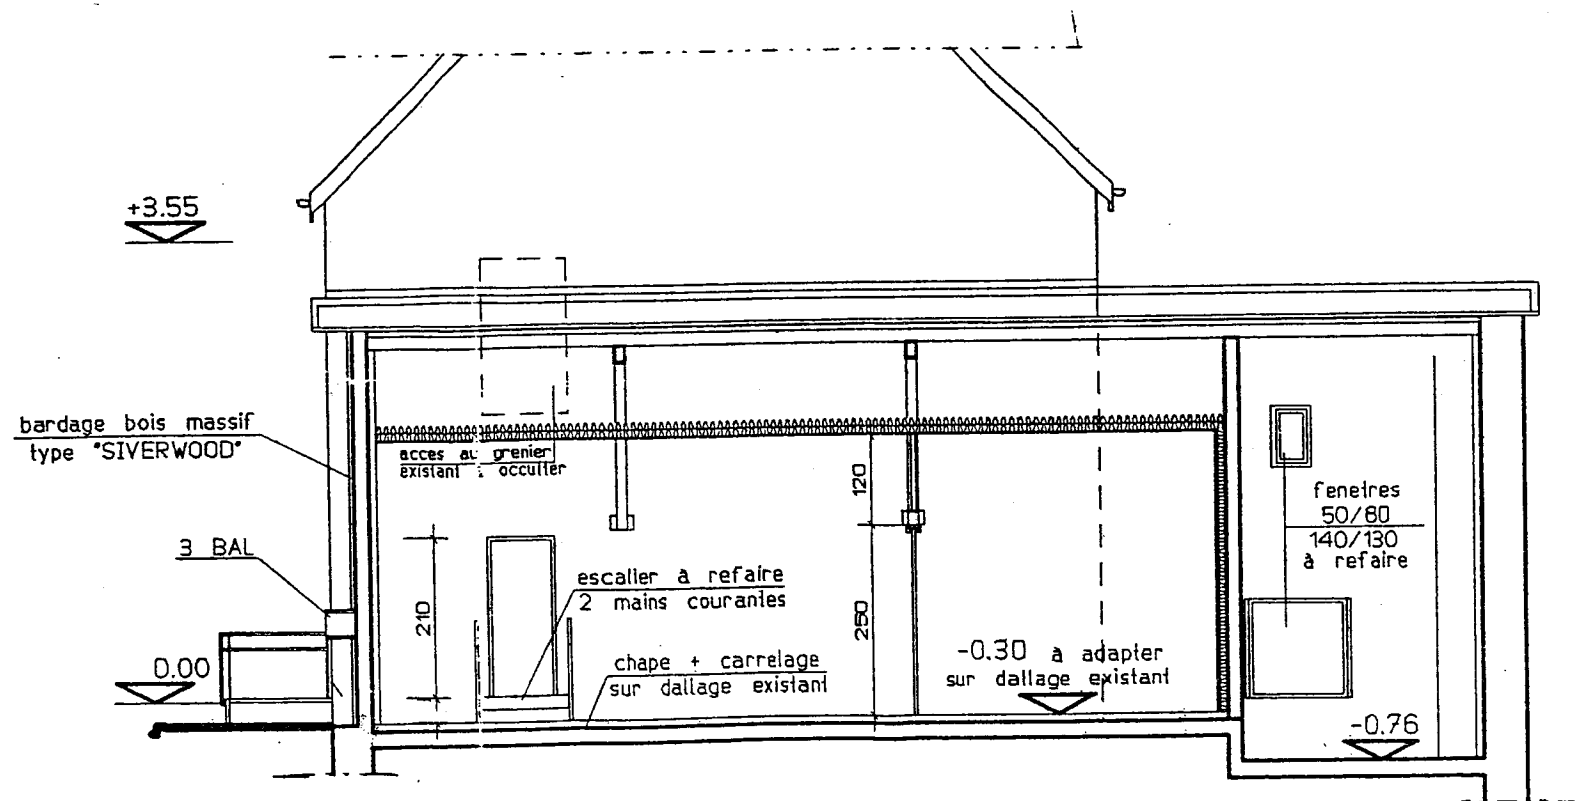 +3.55
bardage bois massif
type "SIVERWOOD"
acces au grenier
existant à occulter
120
fenetres
50/80
140/130
à refaire
3 BAL
escalier à refaire
2 mains courantes
210
250
0.00
chape + carrelage
sur dallage existant
-0.30 à adapter
sur dallage existant
-0.76